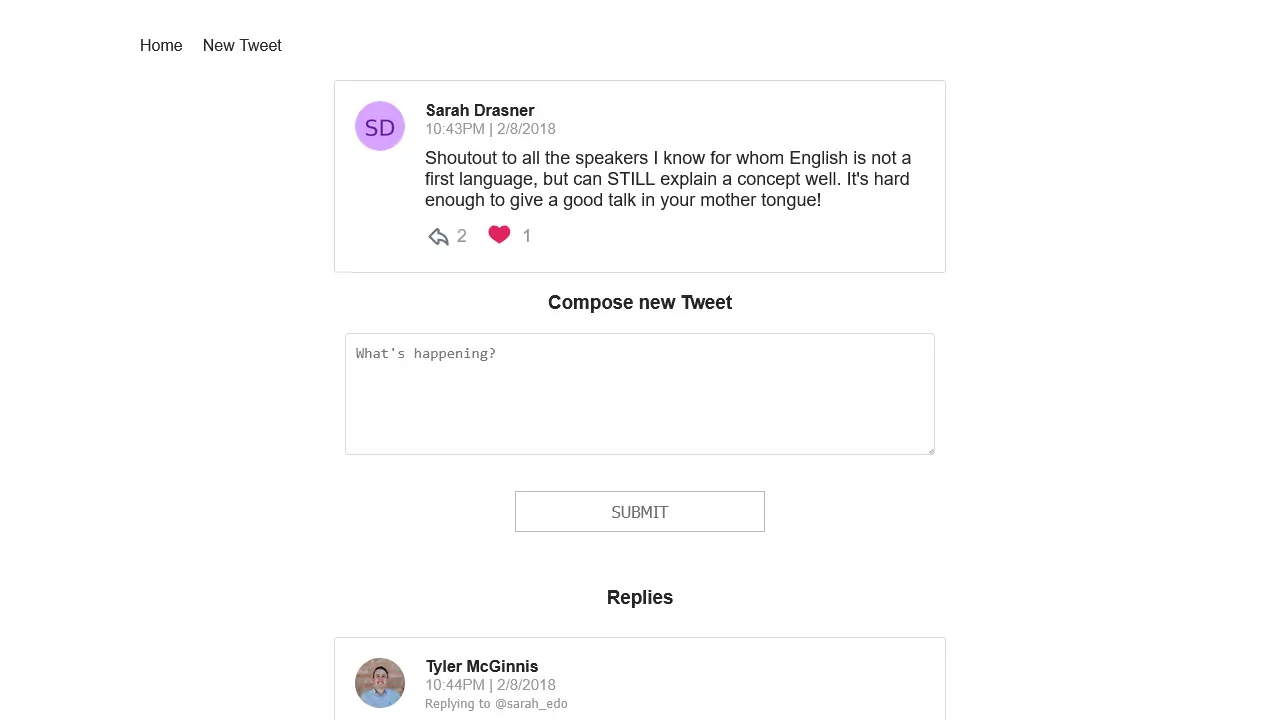 Home New Tweet
SD
Sarah Drasner
10:43PM | 2/8/2018
Shoutout to all the speakers I know for whom English is not a
first language, but can STILL explain a concept well. It's hard
enough to give a good talk in your mother tongue!
2 1
Compose new Tweet
What's happening?
SUBMIT
Replies
Tyler McGinnis
10:44PM | 2/8/2018
Replying to @sarah_edo